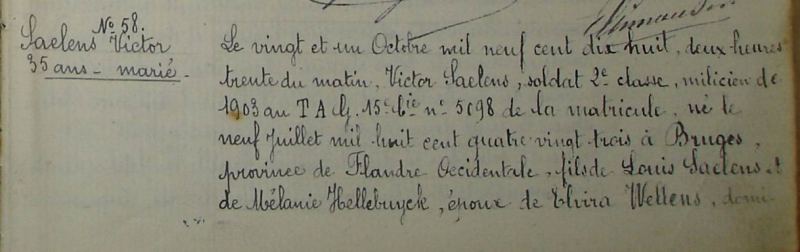 No 58.
Saelens Victor
35 ans - marié -
Le vingt et un Octobre mil neuf cent dix huit, deux heures
trente du matin, Victor Saelens, soldat 2e classe, milicien de
1903 au T A G. 15e Cie no 5098 de la matricule, né le
neuf Juillet mil huit cent quatre vingt trois à Bruges,
province de Flandre Occidentale, fils de Louis Saelens et
de Mélanie Hellebuyck, époux de Elvira Wellens, domi-